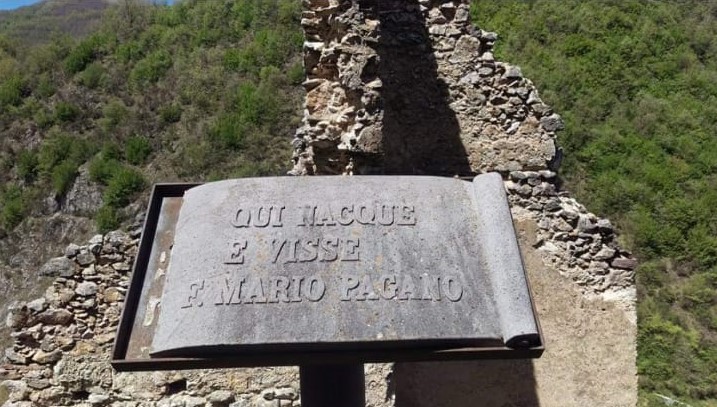 QUI NACQUE
E VISSE
F. MARIO PAGANO